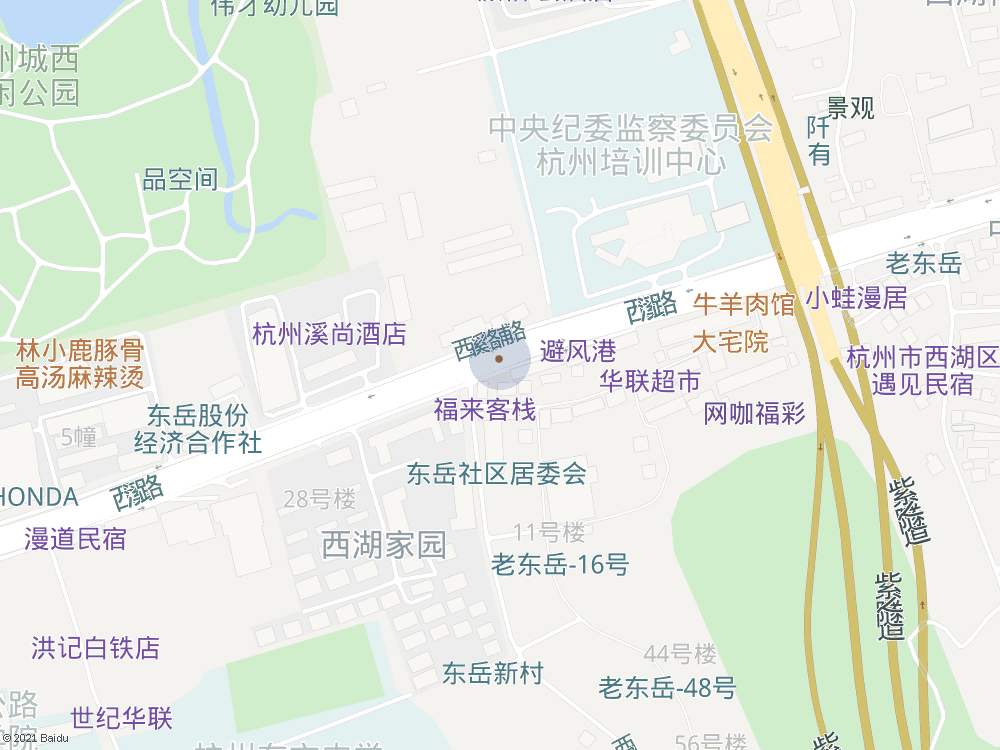 伟才幼儿园
州城西
闲公园
中央纪委监察委员会
杭州培训中心
景观
阡
有
品空间
老东岳
西溪路
牛羊肉馆
小蛙漫居
杭州溪尚酒店
大宅院
林小鹿豚骨
高汤麻辣烫
避风港
杭州市西湖区
遇见民宿
华联超市
福来客栈
网咖福彩
东岳股份
经济合作社
5幢
东岳社区居委会
HONDA
西溪路
28号楼
漫道民宿
西湖家园
11号楼
老东岳-16号
紫之隧道
紫之隧道
洪记白铁店
44号楼
东岳新村
老东岳-48号
世纪华联
公路
学院
56号楼
西
紫
© 2021 Baidu